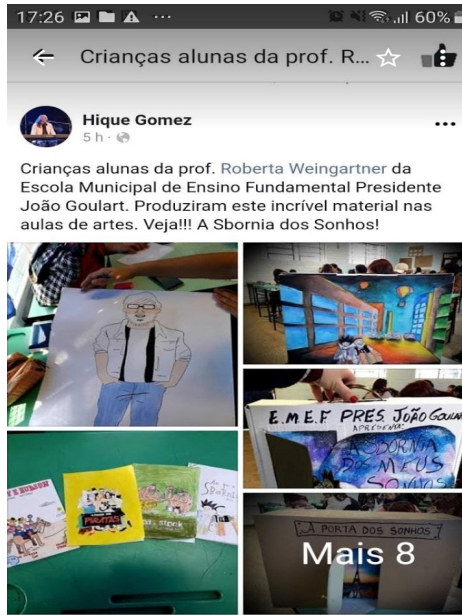 17:26 60%
Crianças alunas da prof. R...
Hique Gomez
5 h
Crianças alunas da prof. Roberta Weingartner da
Escola Municipal de Ensino Fundamental Presidente
João Goulart. Produziram este incrível material nas
aulas de artes. Veja!!! A Sbornia dos Sonhos!
E.M.E.F PRES. JOÃO GOULAR
APRESENTA:
A SBORNIA
DOS MEUS
SONHOS
PIRATAS
stock
A PORTA DOS SONHOS
Mais 8